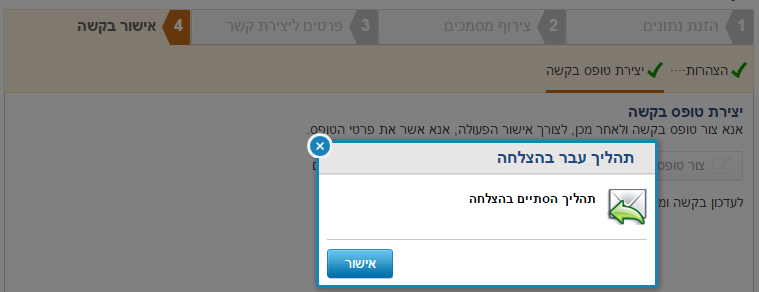 1 הזנת נתונים
2 צירוף מסמכים
3 פרטים ליצירת קשר
4 אישור בקשה
הצהרות····
יצירת טופס בקשה
יצירת טופס בקשה
אנא צור טופס בקשה ולאחר מכן, לצורך אישור הפעולה, אנא אשר את פרטי הטופס.
צור טופס
לעדכון בקשה ומ
תהליך עבר בהצלחה
תהליך הסתיים בהצלחה
אישור